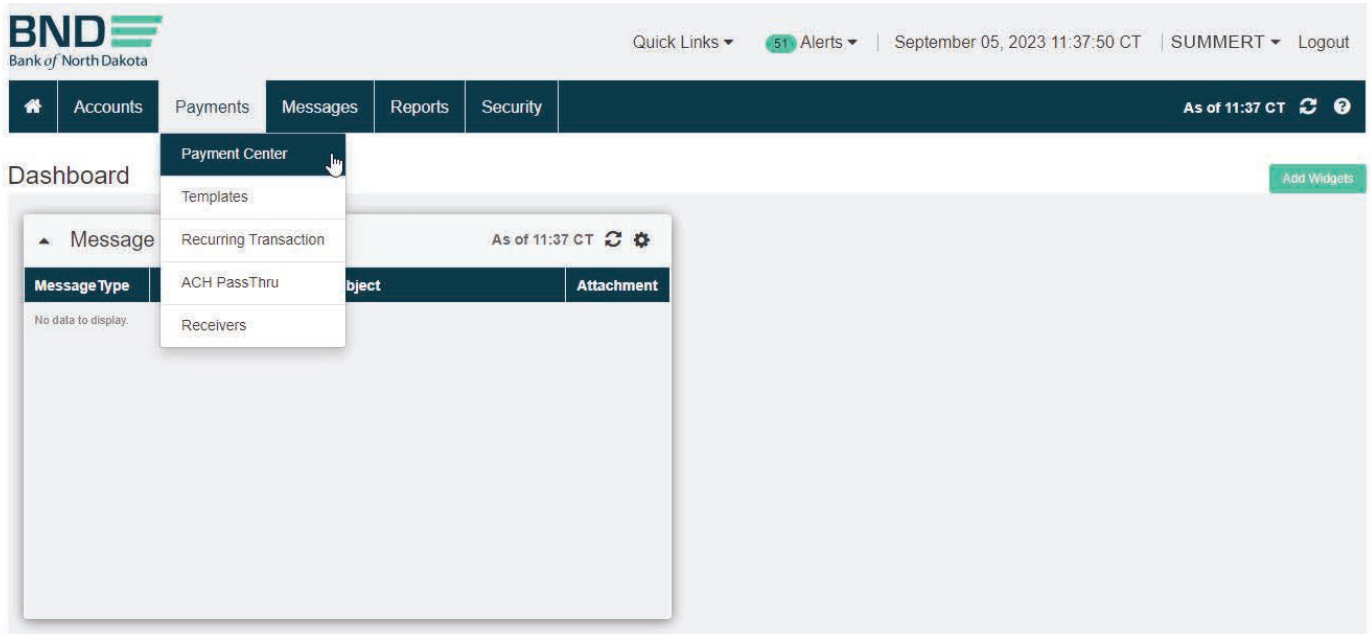 BND
Bank of North Dakota
Quick Links 51 Alerts | September 05, 2023 11:37:50 CT | SUMMERT Logout
Accounts Payments Messages Reports Security As of 11:37 CT
Payment Center
Dashboard
Add Widgets
Templates
Message As of 11:37 CT
Recurring Transaction
Message Type bject Attachment
ACH PassThru
No data to display.
Receivers